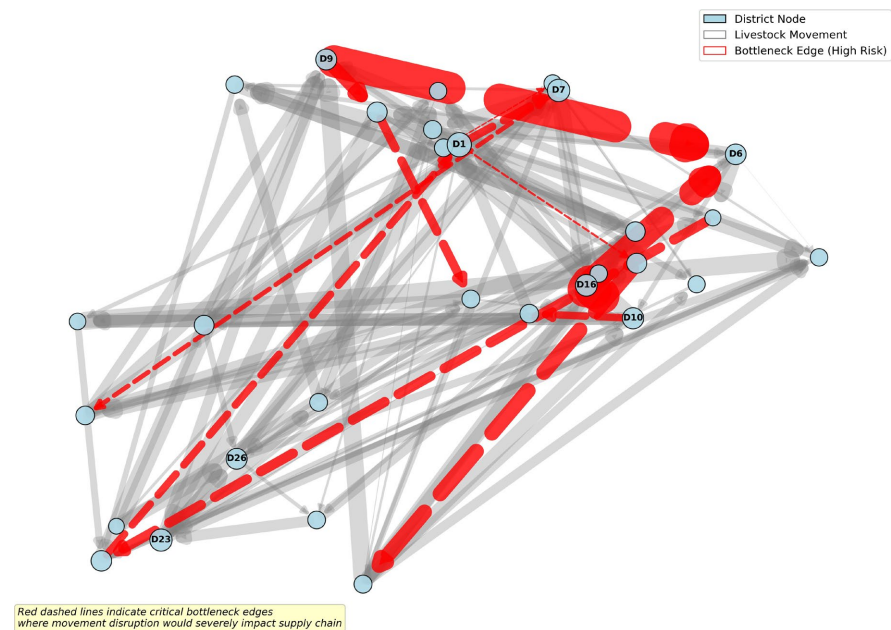 District Node
Livestock Movement
Bottleneck Edge (High Risk)
D9
D7
D1
D6
D16
D10
D26
D23
Red dashed lines indicate critical bottleneck edges
where movement disruption would severely impact supply chain